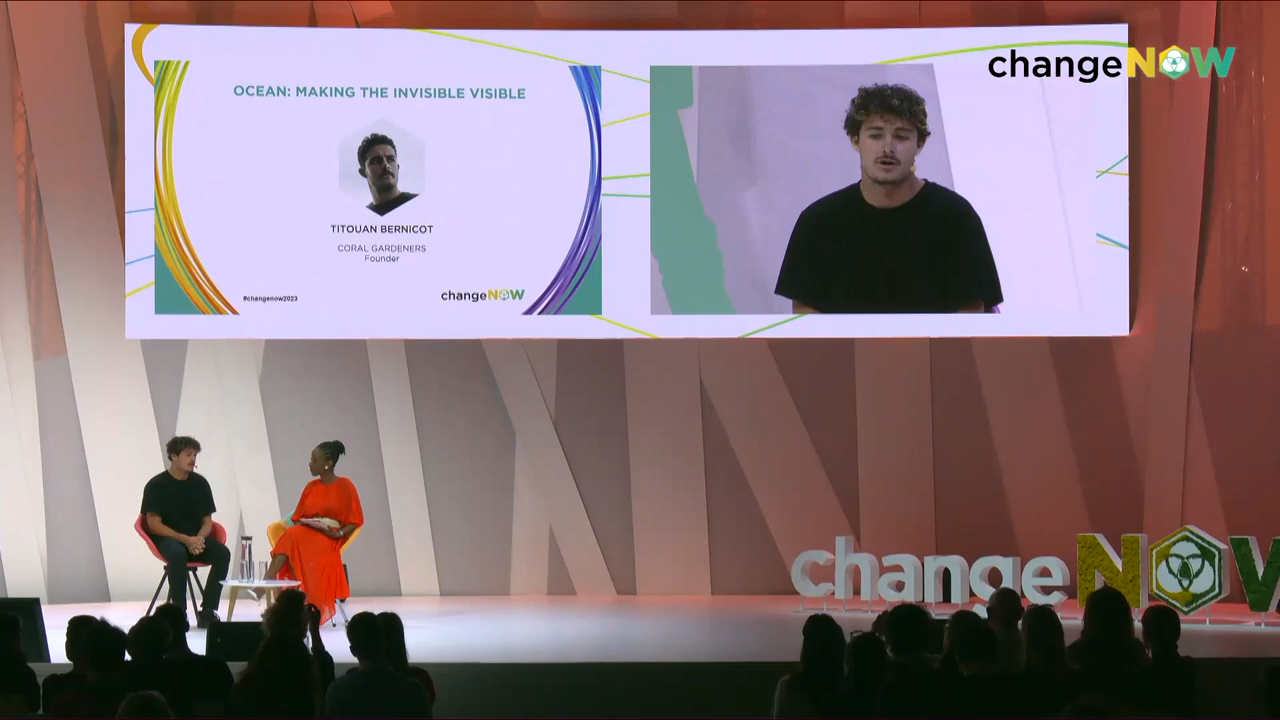 changeNOW
OCEAN: MAKING THE INVISIBLE VISIBLE
TITOUAN BERNICOT
CORAL GARDENERS
Founder
#changenow2023
changeNOW
changeNOW